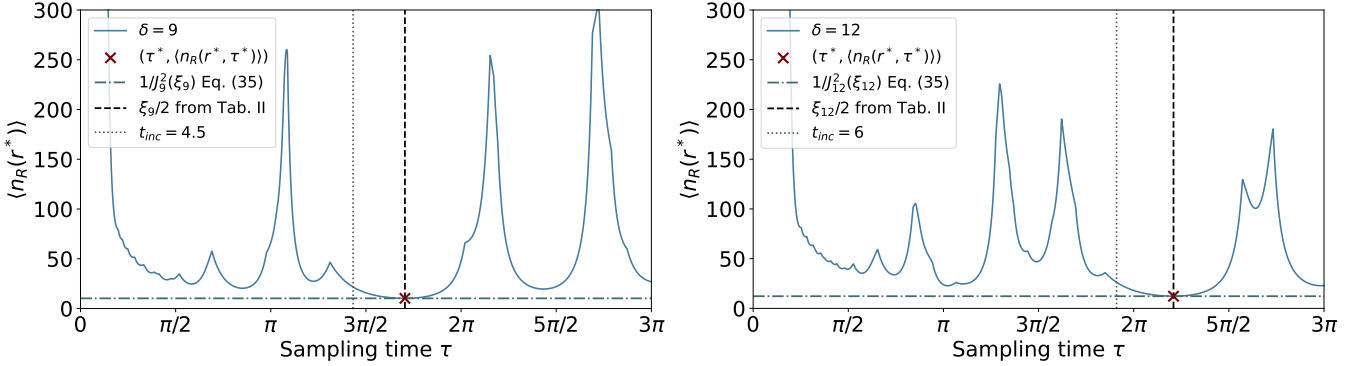 300
250
200
150
100
50
0
⟨n_R(r^*)⟩
δ = 9
(τ^*, ⟨n_R(r^*, τ^*)⟩)
1/J_9^2(ξ_9) Eq. (35)
ξ_9/2 from Tab. II
t_inc = 4.5
0 π/2 π 3π/2 2π 5π/2 3π
Sampling time τ
300
250
200
150
100
50
0
⟨n_R(r^*)⟩
δ = 12
(τ^*, ⟨n_R(r^*, τ^*)⟩)
1/J_12^2(ξ_12) Eq. (35)
ξ_12/2 from Tab. II
t_inc = 6
0 π/2 π 3π/2 2π 5π/2 3π
Sampling time τ